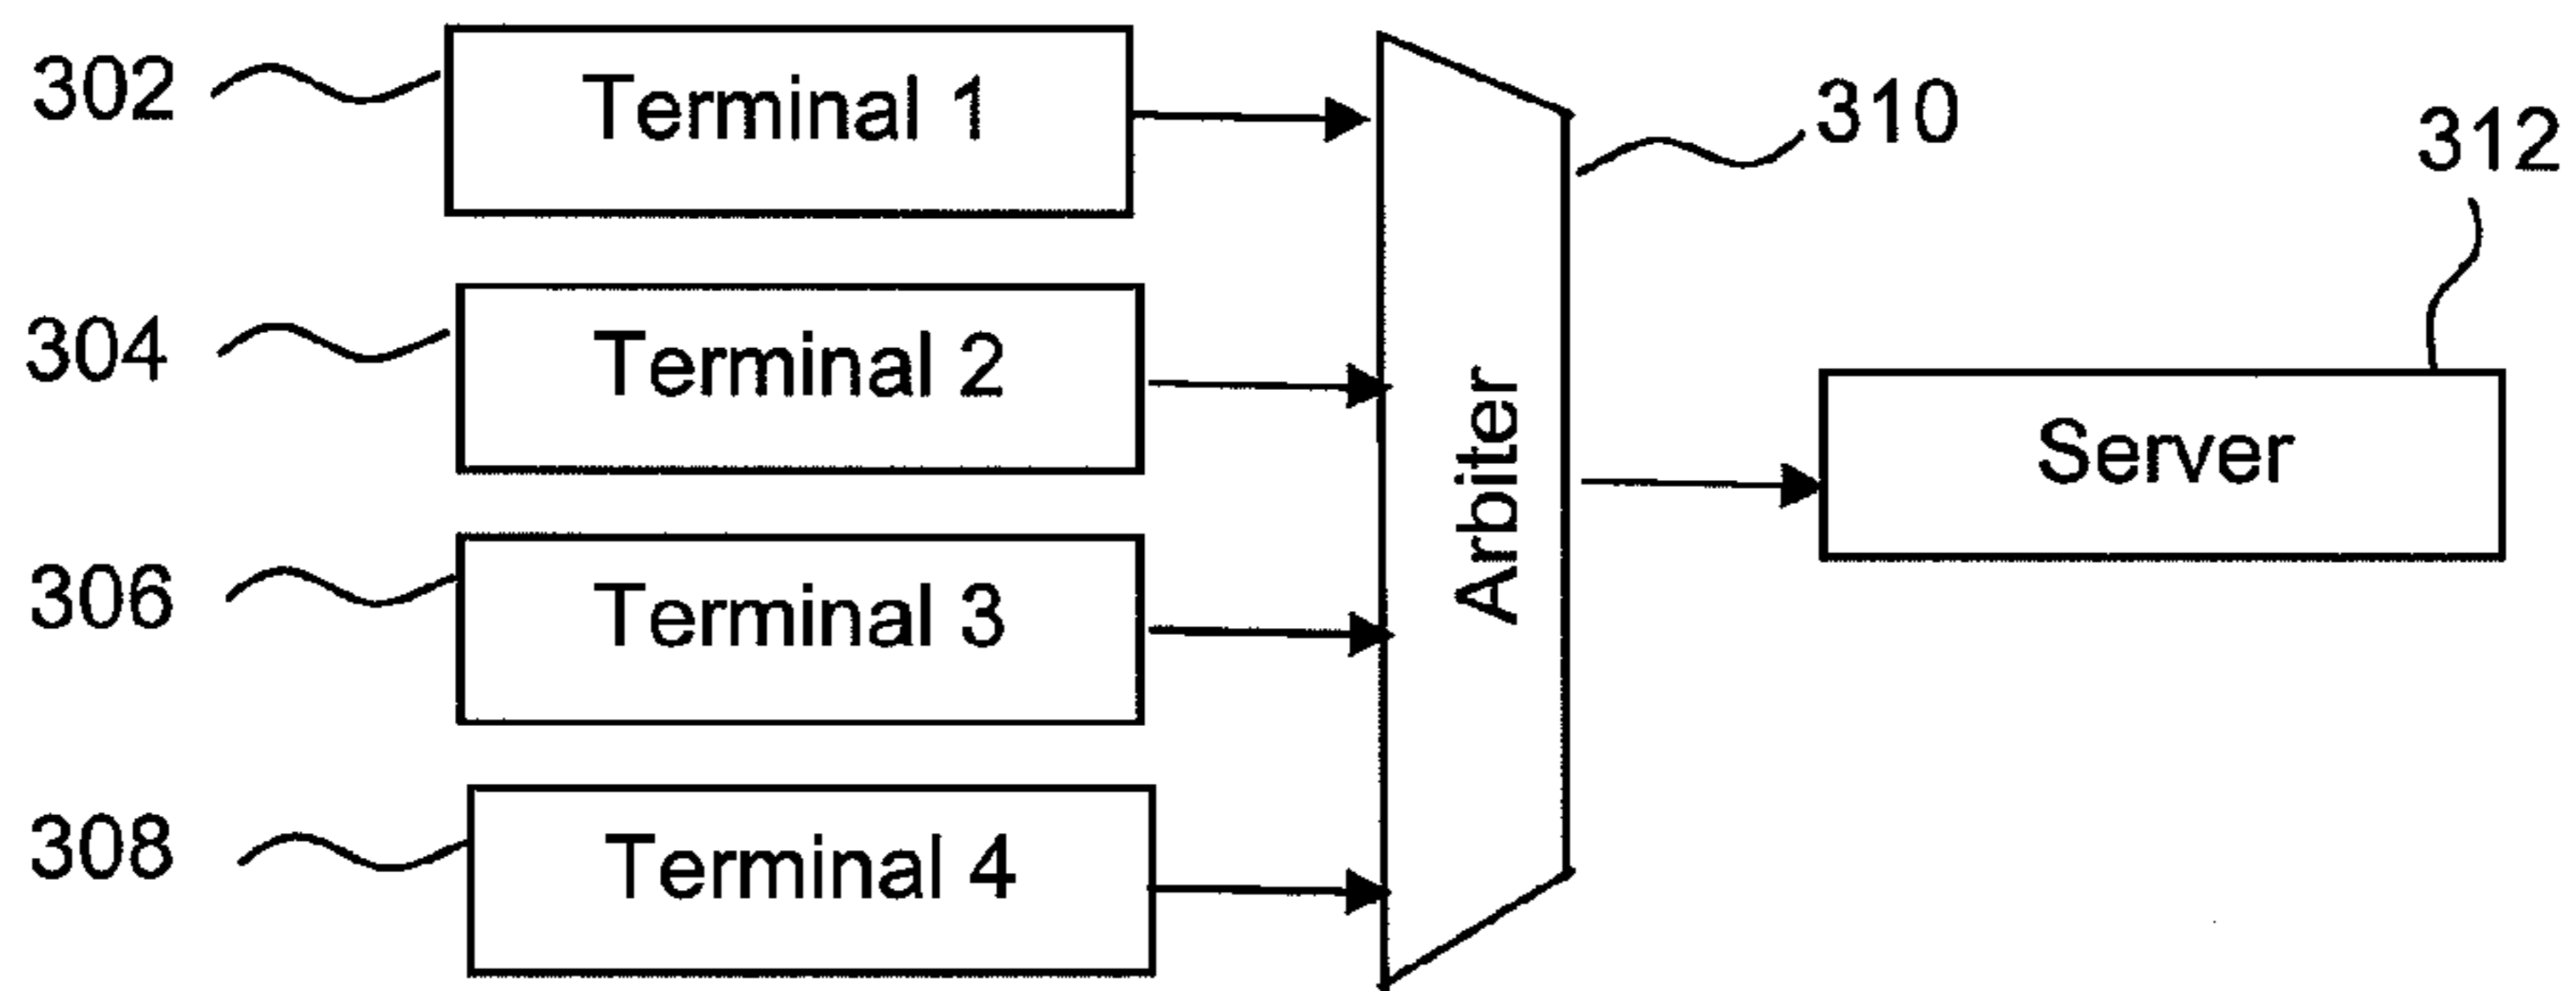 302
Terminal 1
310
312
304
Terminal 2
Arbiter
Server
306
Terminal 3
308
Terminal 4